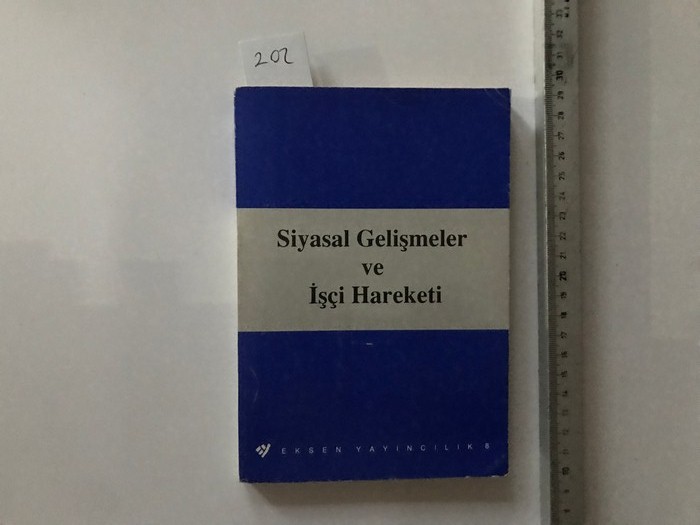 202
Siyasal Gelişmeler
ve
İşçi Hareketi
EKSEN YAYINCILIK 8